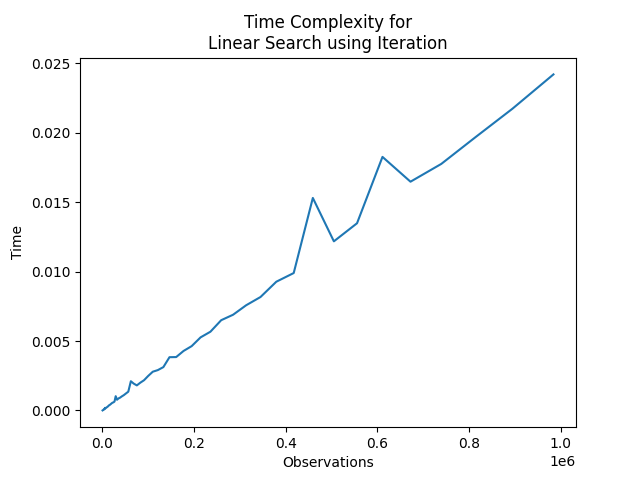 Time Complexity for
Linear Search using Iteration
Time
0.025
0.020
0.015
0.010
0.005
0.000
0.0 0.2 0.4 0.6 0.8 1.0
1e6
Observations